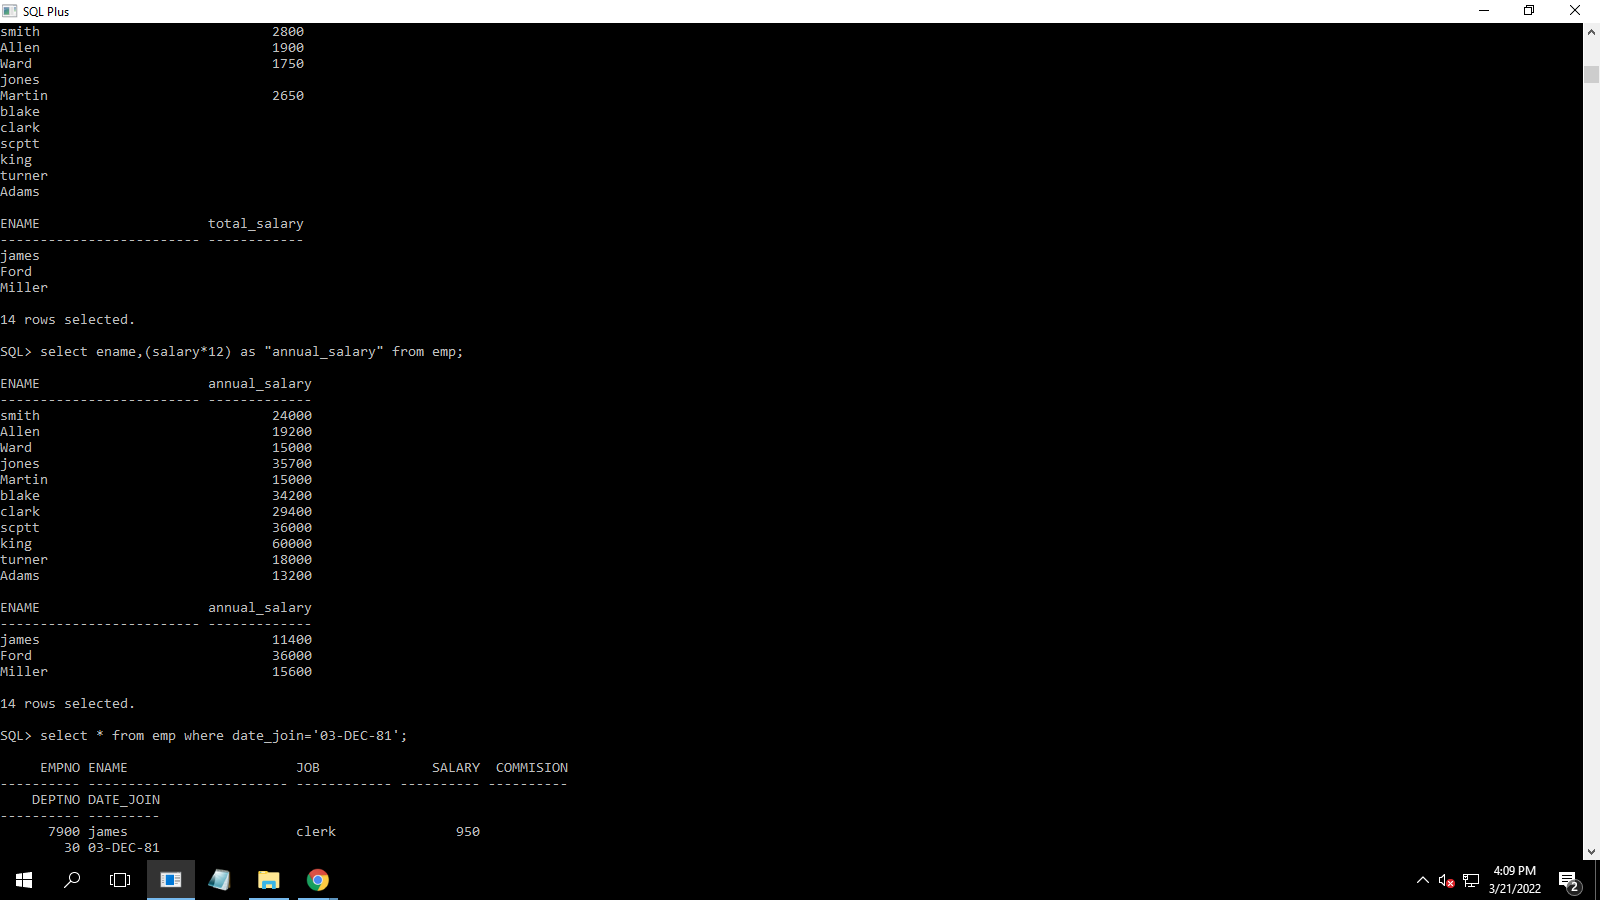 SQL Plus
smith                             2800
Allen                             1900
Ward                              1750
jones
Martin                            2650
blake
clark
scptt
king
turner
Adams
ENAME                     total_salary
------------------------- ------------
james
Ford
Miller
14 rows selected.
SQL> select ename,(salary*12) as "annual_salary" from emp;
ENAME                     annual_salary
------------------------- -------------
smith                             24000
Allen                             19200
Ward                              15000
jones                             35700
Martin                            15000
blake                             34200
clark                             29400
scptt                             36000
king                              60000
turner                            18000
Adams                             13200
ENAME                     annual_salary
------------------------- -------------
james                             11400
Ford                              36000
Miller                            15600
14 rows selected.
SQL> select * from emp where date_join='03-DEC-81';
     EMPNO ENAME                     JOB              SALARY  COMMISION
---------- ------------------------- ------------ ---------- ----------
    DEPTNO DATE_JOIN
---------- ---------
      7900 james                     clerk               950
        30 03-DEC-81
4:09 PM
3/21/2022
2